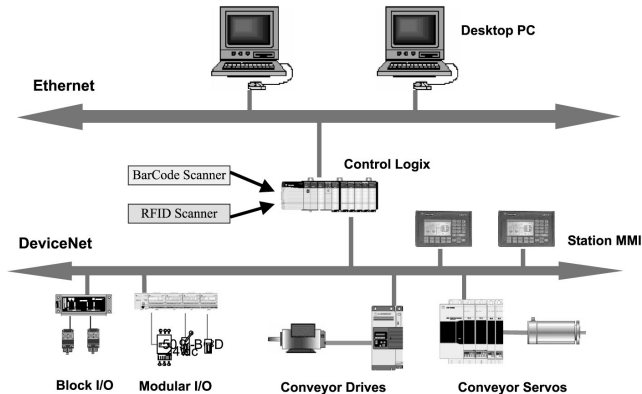 Desktop PC
Ethernet
Control Logix
BarCode Scanner
RFID Scanner
DeviceNet
Station MMI
Block I/O
Modular I/O
Conveyor Drives
Conveyor Servos